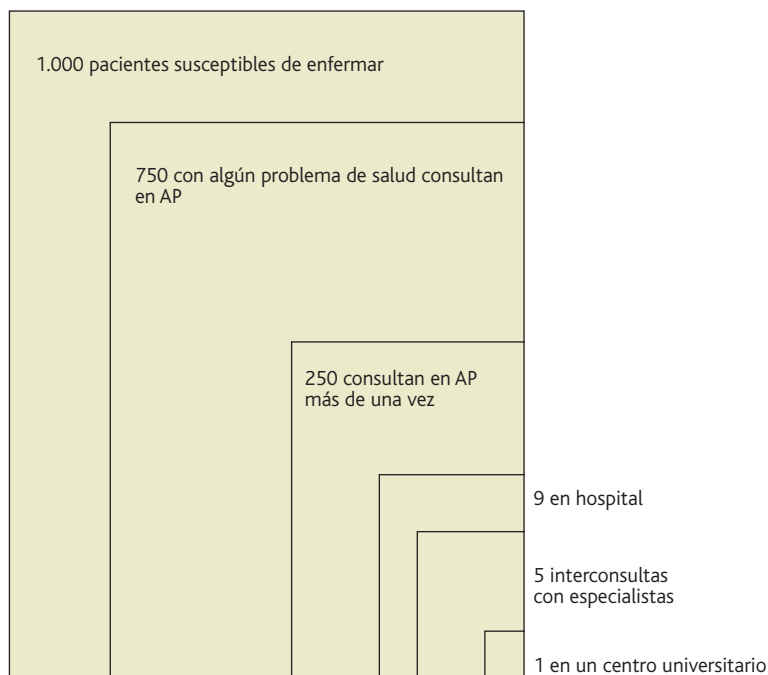 1.000 pacientes susceptibles de enfermar
750 con algún problema de salud consultan
en AP
250 consultan en AP
más de una vez
9 en hospital
5 interconsultas
con especialistas
1 en un centro universitario